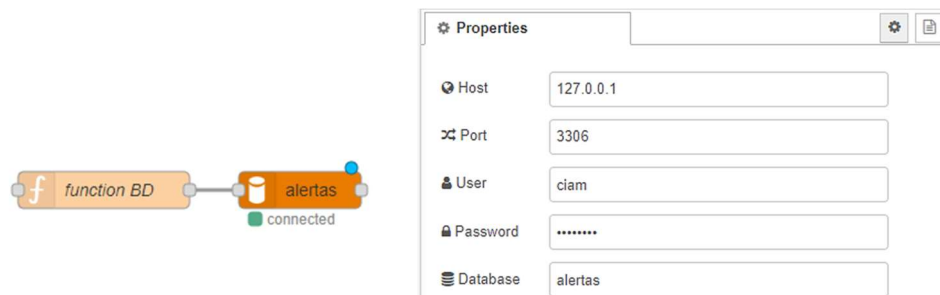 function BD
alertas
connected
Properties
Host
127.0.0.1
Port
3306
User
ciam
Password
••••••••
Database
alertas